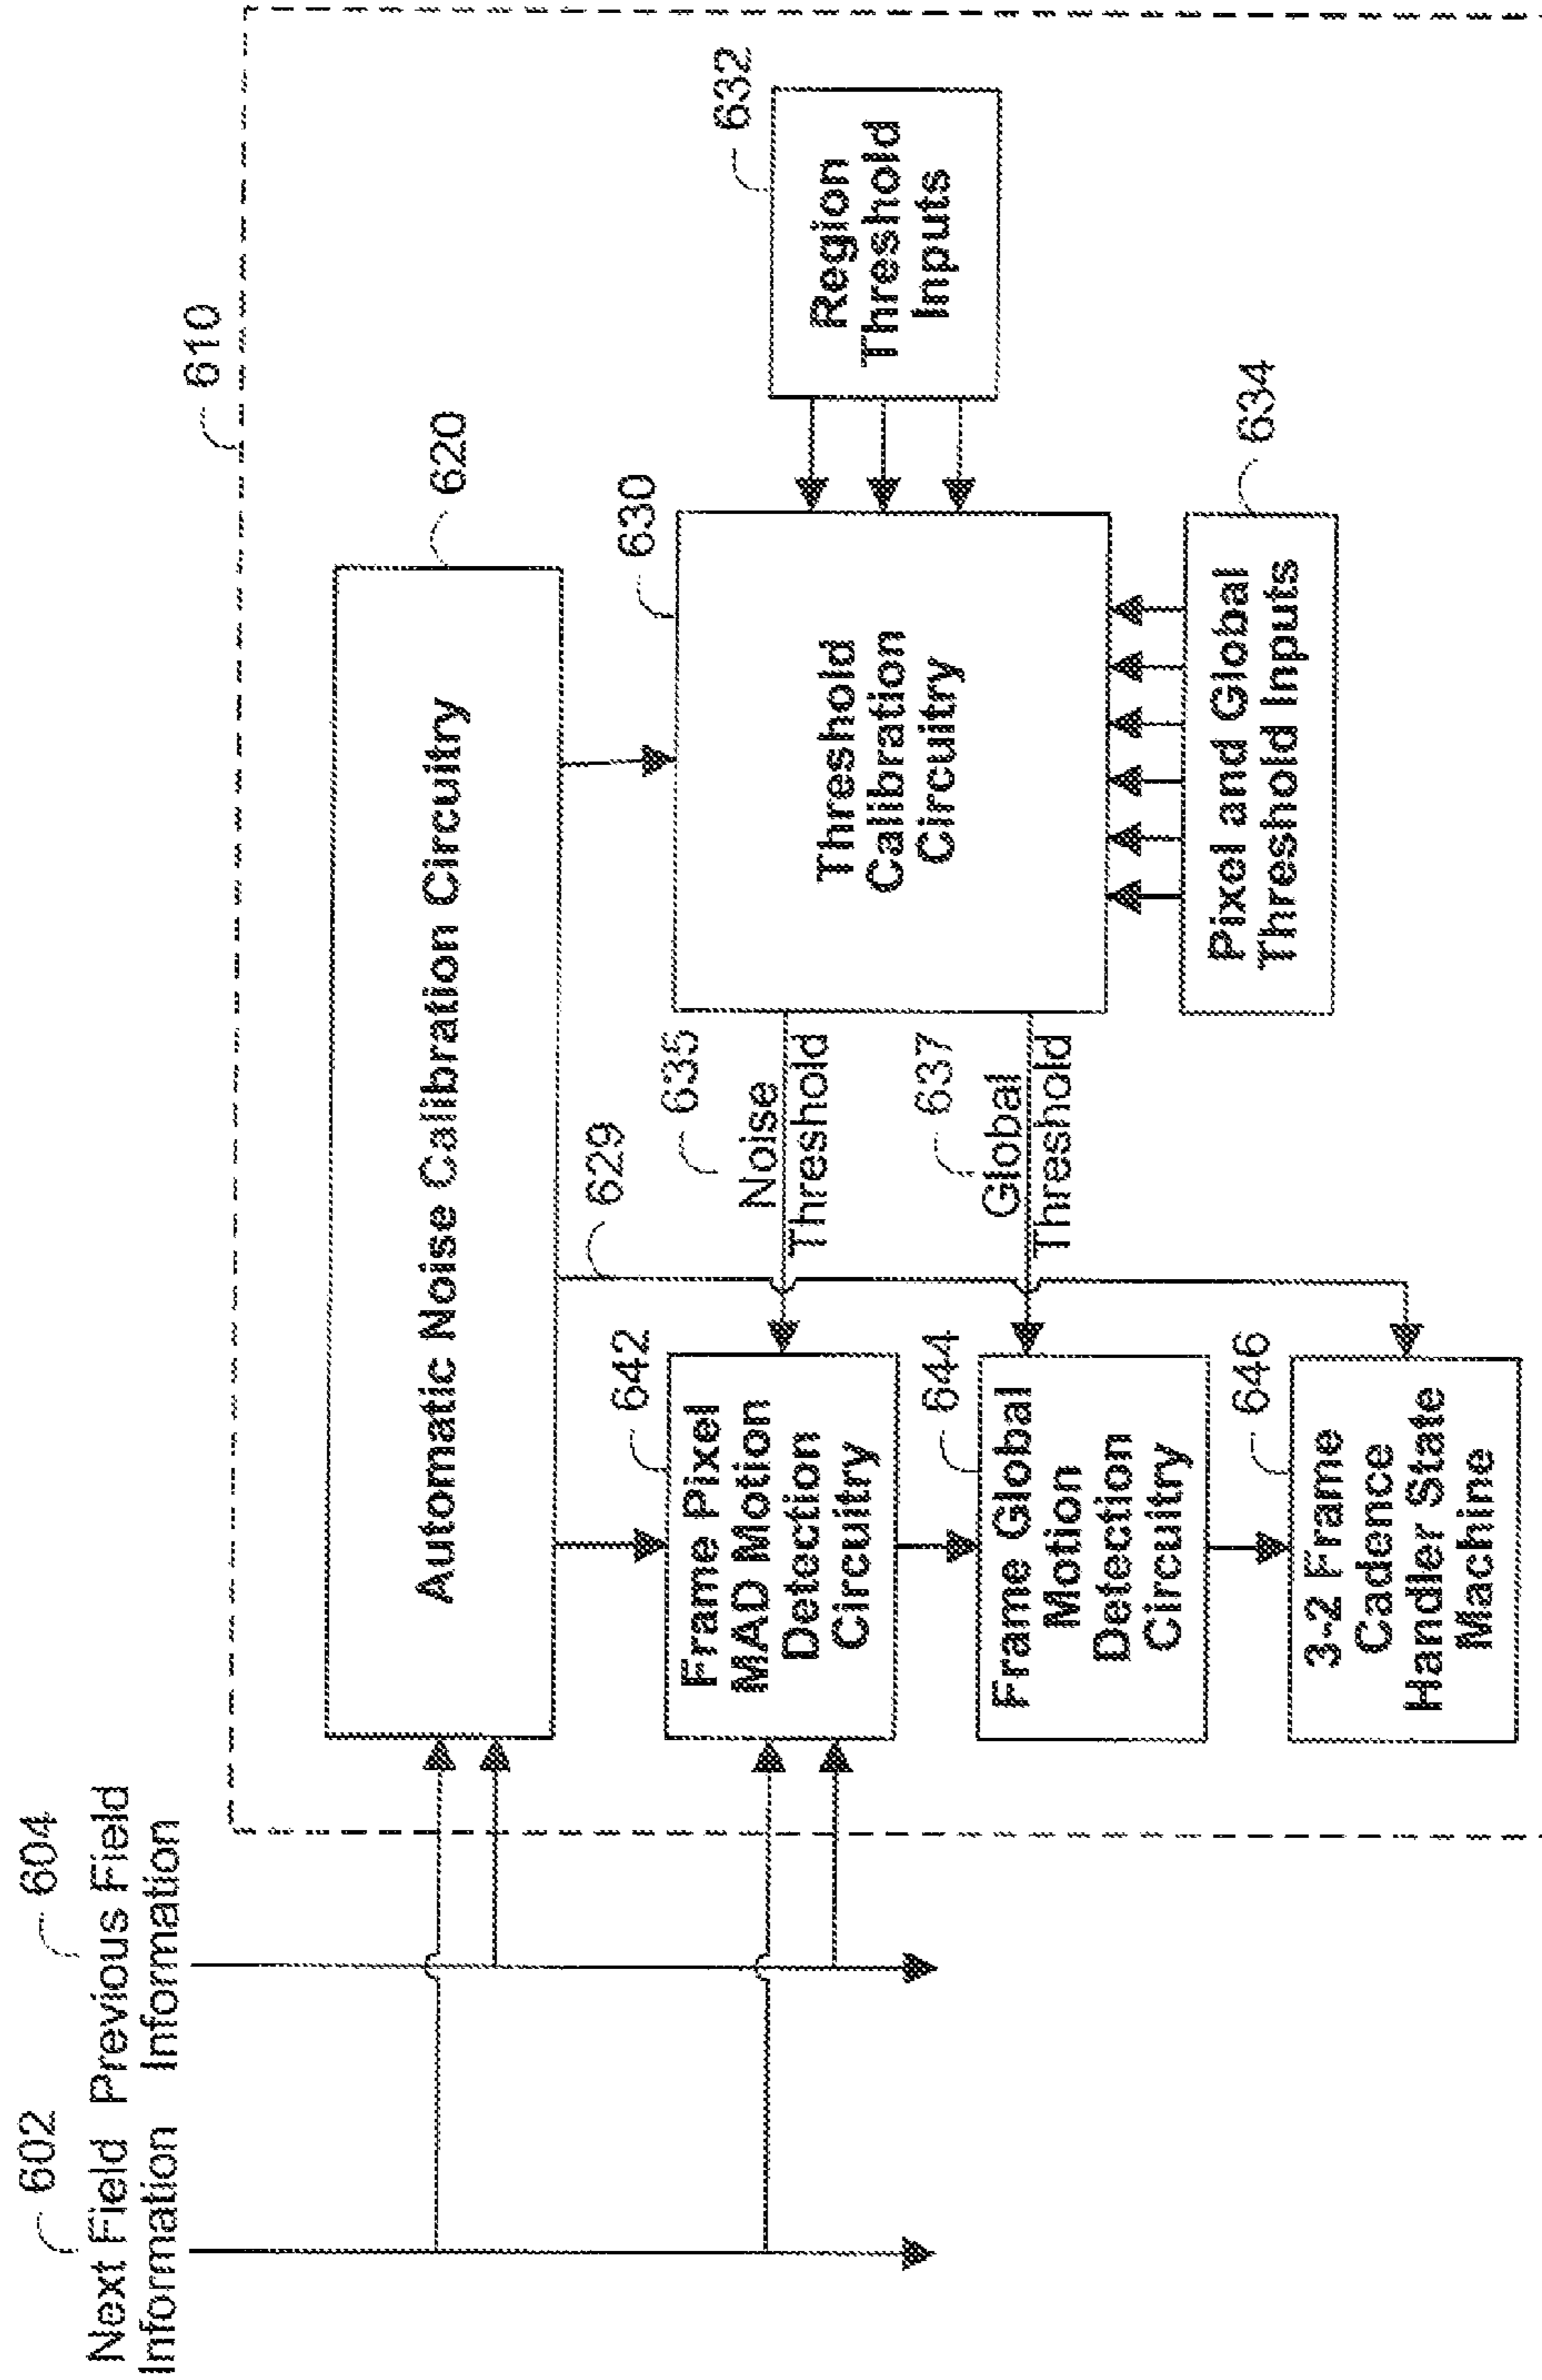 602
Next Field
Information
604
Previous Field
Information
610
620
Automatic Noise Calibration Circuitry
629
630
Threshold
Calibration
Circuitry
632
Region
Threshold
Inputs
634
Pixel and Global
Threshold Inputs
635
Noise
Threshold
637
Global
Threshold
642
Frame Pixel
MAD Motion
Detection
Circuitry
644
Frame Global
Motion
Detection
Circuitry
646
3-2 Frame
Cadence
Handler State
Machine